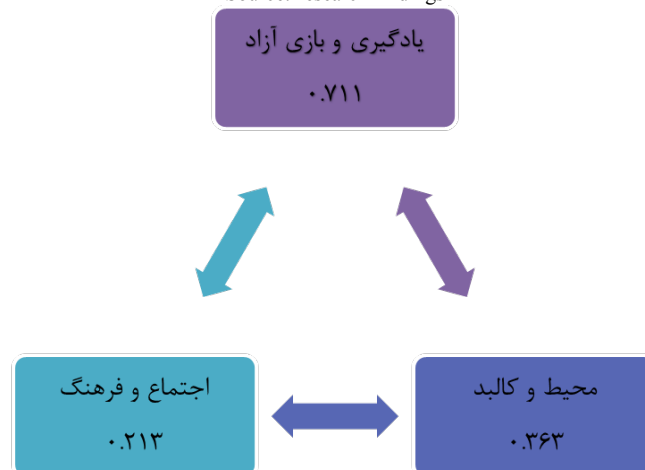 یادگیری و بازی آزاد
۰.۷۱۱
اجتماع و فرهنگ
۰.۲۱۳
محیط و کالبد
۰.۳۶۳